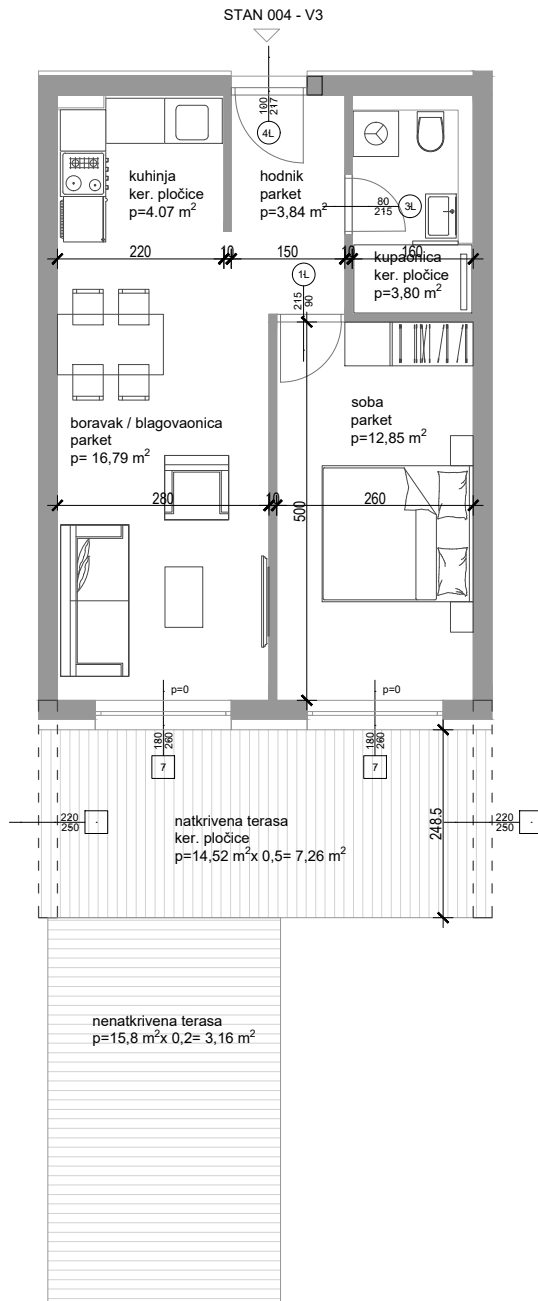 STAN 004 - V3
100
217
4L
kuhinja
ker. pločice
p=4.07 m²
hodnik
parket
p=3,84 m²
80
215
3L
220
10
150
10
160
kupaonica
ker. pločice
p=3,80 m²
1L
215
90
boravak / blagovaonica
parket
p= 16,79 m²
soba
parket
p=12,85 m²
280
10
260
500
p=0
p=0
180
260
7
180
260
7
220
250
natkrivena terasa
ker. pločice
p=14,52 m²x 0,5= 7,26 m²
248.5
220
250
nenatkrivena terasa
p=15,8 m²x 0,2= 3,16 m²